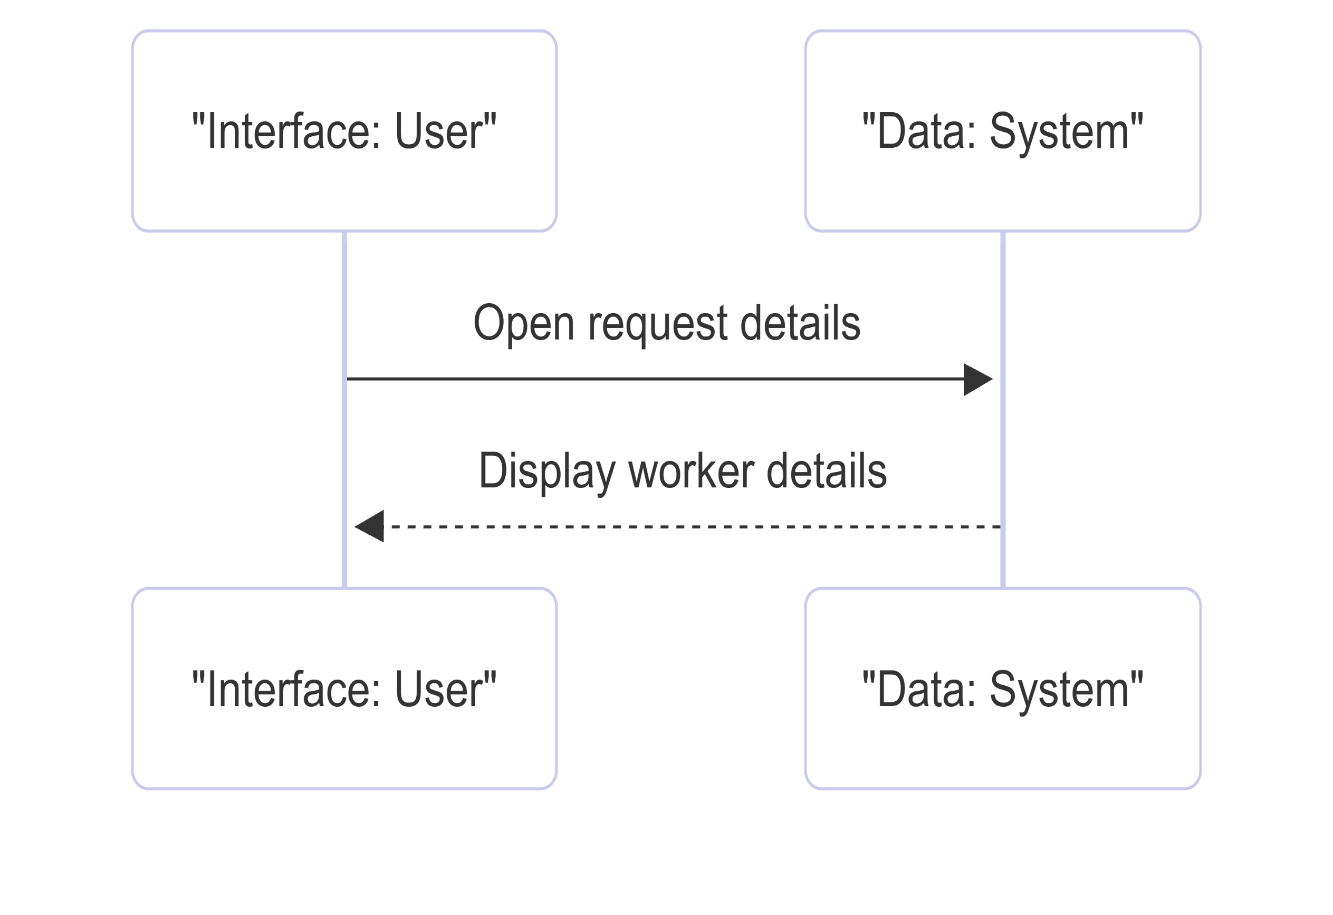 "Interface: User"
"Data: System"
Open request details
Display worker details
"Interface: User"
"Data: System"